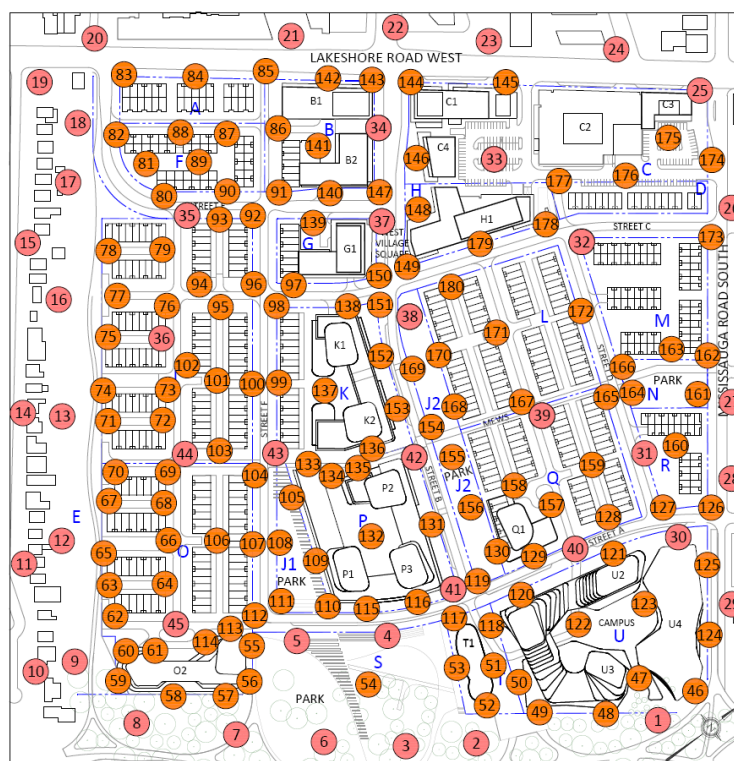 20 21 22 23 24
LAKESHORE ROAD WEST
19 83 84 85 142 143 144 145 25
A B1 C1 C3
18 82 88 87 86 B 34 C2
141 B2 C4 33 175
81 F 89 146 C 174
17 80 90 91 140 147 H 177 176 D
35 93 92 139 37 148 H1 178 26
STREET C
15 78 79 G G1 WEST VILLAGE SQUARE 179 32 173
149
94 96 97 150 180
16 77 76 95 98 138 151 38 L 172 M
75 36 K1 171
MISSISSAUGA ROAD SOUTH
102 152 170 163 162
101 100 99 169 166 STREET D
74 73 137 K PARK
14 13 71 72 153 J2 168 167 165 164 N 161 27
K2 154 MEWS 39
STREET F
44 103 43 136 42 155 160
70 69 104 133 134 135 PARK 159 31 R
67 68 P2 STREET B J2 158 Q 28
E 105 156 157
P 131 Q1 128 127 126
12 65 66 106 107 108 132 130 129 STREET A 30
O 40
11 63 64 J1 109 P1 P3 121 125
PARK 41 119 U2
62 111 110 115 116 120 123 29
45 112 117 118 122 CAMPUS
114 113 5 4 U U4 124
60 61 55 T1
10 9 O2 S 53 51 U3
59 56 54 50 47 46
58 57 PARK 52 T
8 49 48 1
7 6 3 2